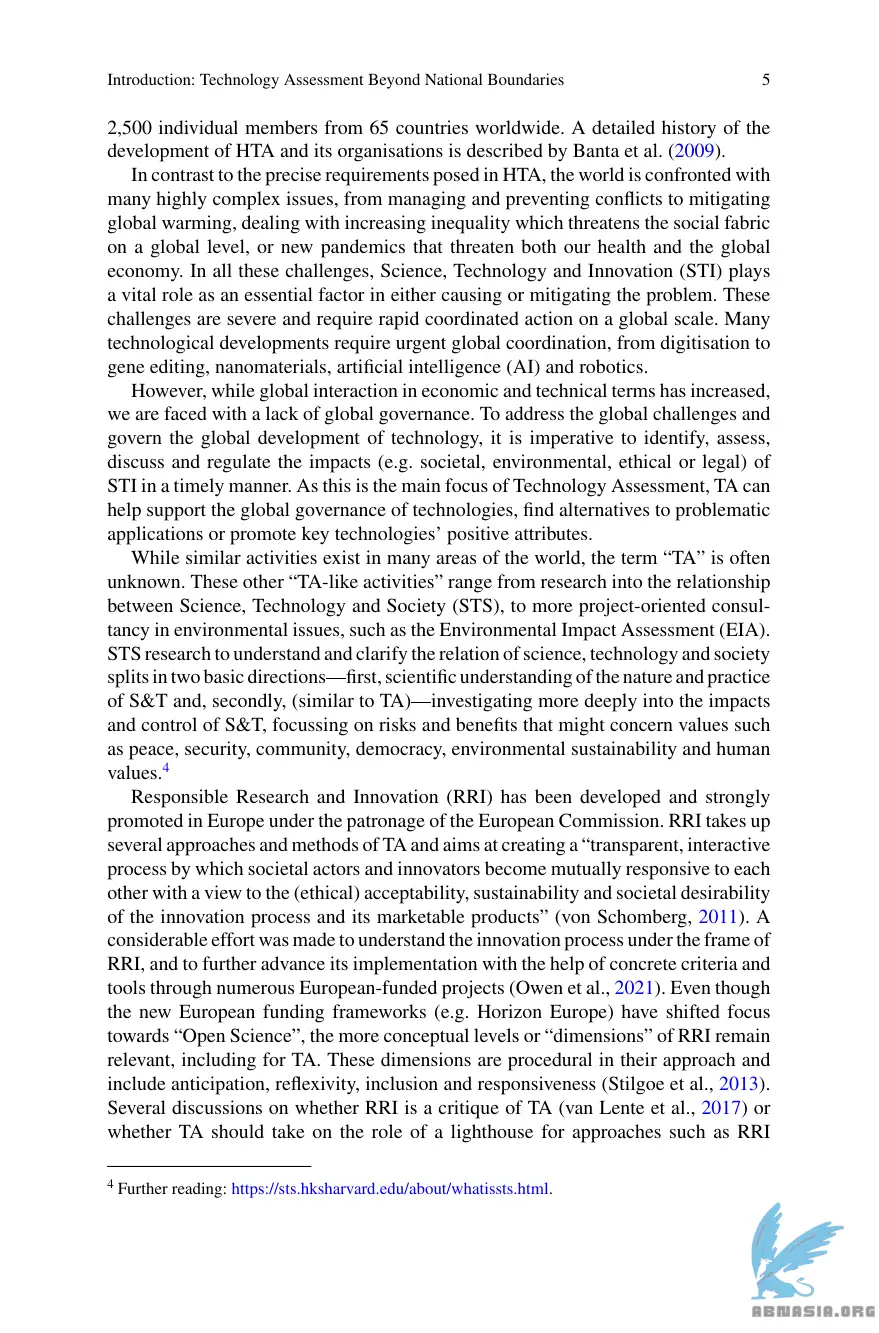 Introduction: Technology Assessment Beyond National Boundaries 5
2,500 individual members from 65 countries worldwide. A detailed history of the
development of HTA and its organisations is described by Banta et al. (2009).
In contrast to the precise requirements posed in HTA, the world is confronted with
many highly complex issues, from managing and preventing conflicts to mitigating
global warming, dealing with increasing inequality which threatens the social fabric
on a global level, or new pandemics that threaten both our health and the global
economy. In all these challenges, Science, Technology and Innovation (STI) plays
a vital role as an essential factor in either causing or mitigating the problem. These
challenges are severe and require rapid coordinated action on a global scale. Many
technological developments require urgent global coordination, from digitisation to
gene editing, nanomaterials, artificial intelligence (AI) and robotics.
However, while global interaction in economic and technical terms has increased,
we are faced with a lack of global governance. To address the global challenges and
govern the global development of technology, it is imperative to identify, assess,
discuss and regulate the impacts (e.g. societal, environmental, ethical or legal) of
STI in a timely manner. As this is the main focus of Technology Assessment, TA can
help support the global governance of technologies, find alternatives to problematic
applications or promote key technologies’ positive attributes.
While similar activities exist in many areas of the world, the term “TA” is often
unknown. These other “TA-like activities” range from research into the relationship
between Science, Technology and Society (STS), to more project-oriented consul-
tancy in environmental issues, such as the Environmental Impact Assessment (EIA).
STS research to understand and clarify the relation of science, technology and society
splits in two basic directions—first, scientific understanding of the nature and practice
of S&T and, secondly, (similar to TA)—investigating more deeply into the impacts
and control of S&T, focussing on risks and benefits that might concern values such
as peace, security, community, democracy, environmental sustainability and human
values.4
Responsible Research and Innovation (RRI) has been developed and strongly
promoted in Europe under the patronage of the European Commission. RRI takes up
several approaches and methods of TA and aims at creating a “transparent, interactive
process by which societal actors and innovators become mutually responsive to each
other with a view to the (ethical) acceptability, sustainability and societal desirability
of the innovation process and its marketable products” (von Schomberg, 2011). A
considerable effort was made to understand the innovation process under the frame of
RRI, and to further advance its implementation with the help of concrete criteria and
tools through numerous European-funded projects (Owen et al., 2021). Even though
the new European funding frameworks (e.g. Horizon Europe) have shifted focus
towards “Open Science”, the more conceptual levels or “dimensions” of RRI remain
relevant, including for TA. These dimensions are procedural in their approach and
include anticipation, reflexivity, inclusion and responsiveness (Stilgoe et al., 2013).
Several discussions on whether RRI is a critique of TA (van Lente et al., 2017) or
whether TA should take on the role of a lighthouse for approaches such as RRI
4 Further reading: https://sts.hksharvard.edu/about/whatissts.html.
ABNASIA.ORG